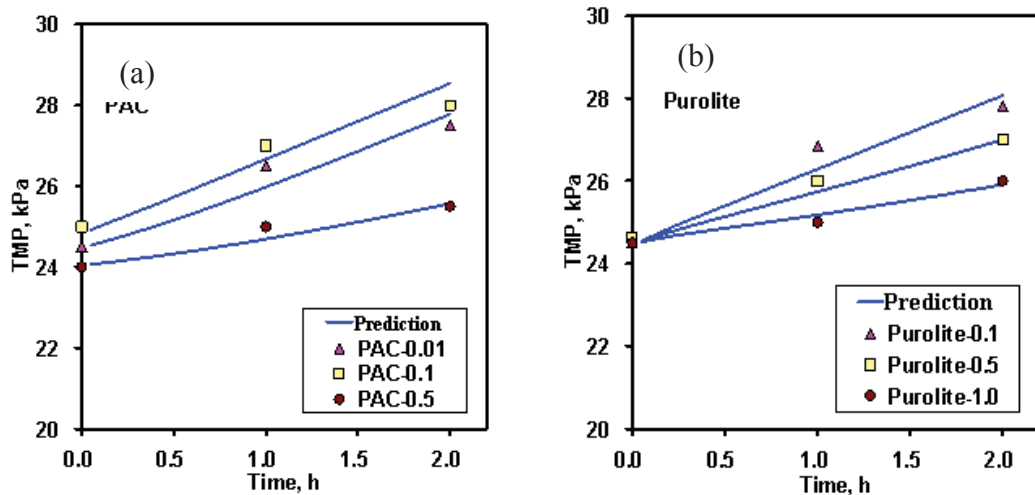 (a)
PAC
TMP, kPa
30
28
26
24
22
20
Prediction
PAC-0.01
PAC-0.1
PAC-0.5
0.0 0.5 1.0 1.5 2.0
Time, h
(b)
Purolite
TMP, kPa
30
28
26
24
22
20
Prediction
Purolite-0.1
Purolite-0.5
Purolite-1.0
0.0 0.5 1.0 1.5 2.0
Time, h